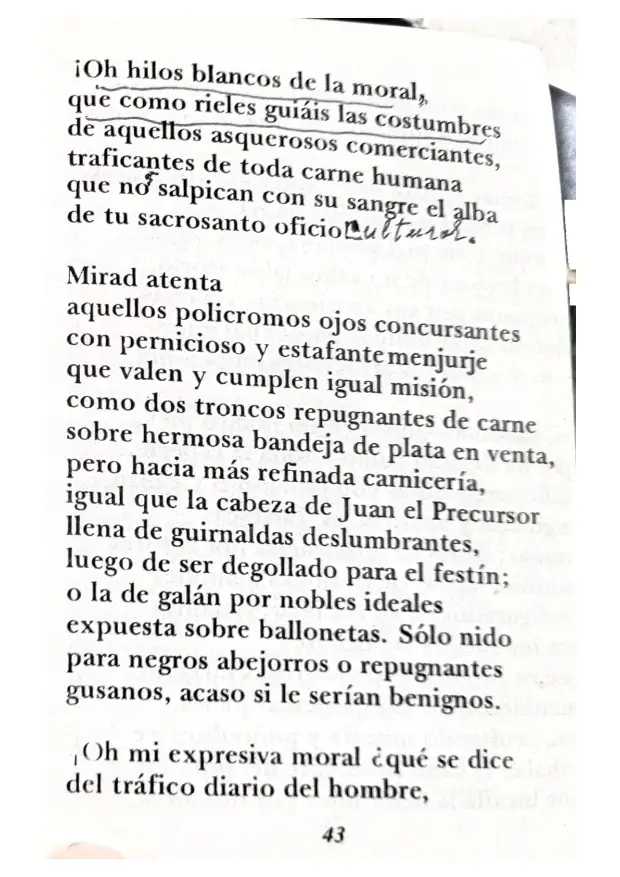 ¡Oh hilos blancos de la moral,
que como rieles guiáis las costumbres
de aquellos asquerosos comerciantes,
traficantes de toda carne humana
que nos salpican con su sangre el alba
de tu sacrosanto oficio Cultural.
Mirad atenta
aquellos policromos ojos concursantes
con pernicioso y estafante menjurje
que valen y cumplen igual misión,
como dos troncos repugnantes de carne
sobre hermosa bandeja de plata en venta,
pero hacia más refinada carnicería,
igual que la cabeza de Juan el Precursor
llena de guirnaldas deslumbrantes,
luego de ser degollado para el festín;
o la de galán por nobles ideales
expuesta sobre ballonetas. Sólo nido
para negros abejorros o repugnantes
gusanos, acaso si le serían benignos.
¡Oh mi expresiva moral ¿qué se dice
del tráfico diario del hombre,
43